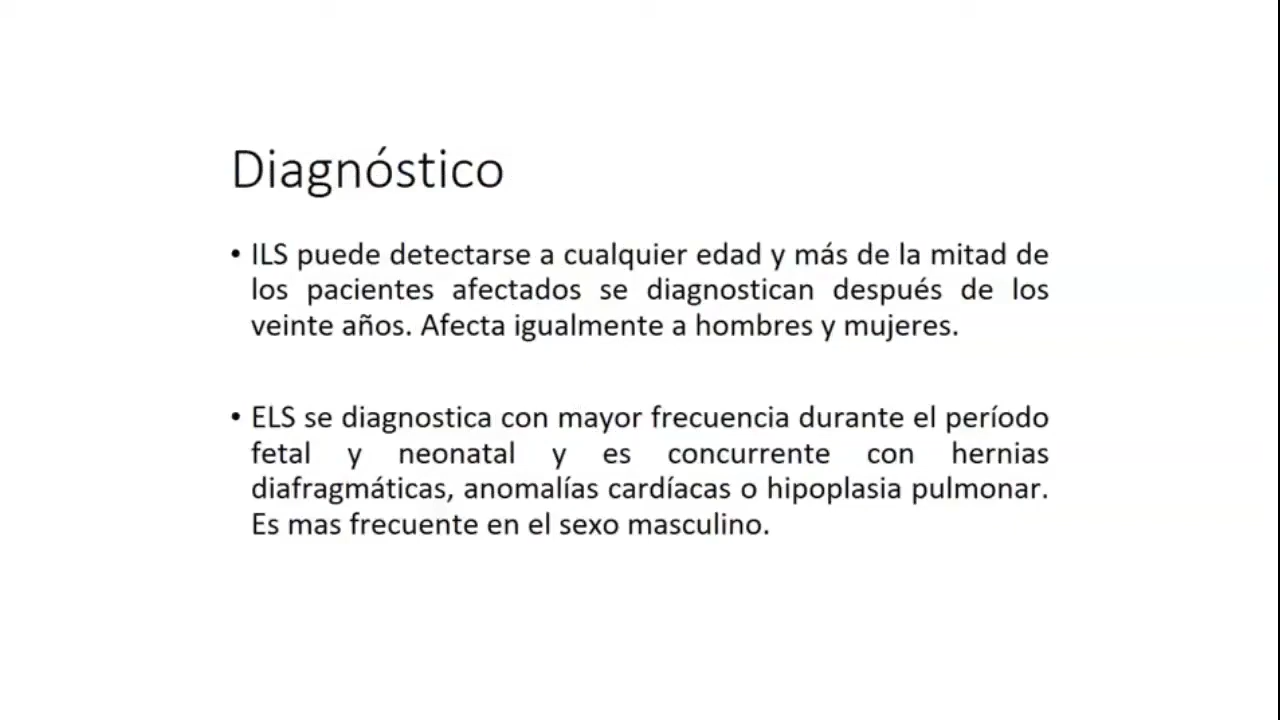 Diagnóstico
• ILS puede detectarse a cualquier edad y más de la mitad de
los pacientes afectados se diagnostican después de los
veinte años. Afecta igualmente a hombres y mujeres.
• ELS se diagnostica con mayor frecuencia durante el período
fetal y neonatal y es concurrente con hernias
diafragmáticas, anomalías cardíacas o hipoplasia pulmonar.
Es mas frecuente en el sexo masculino.